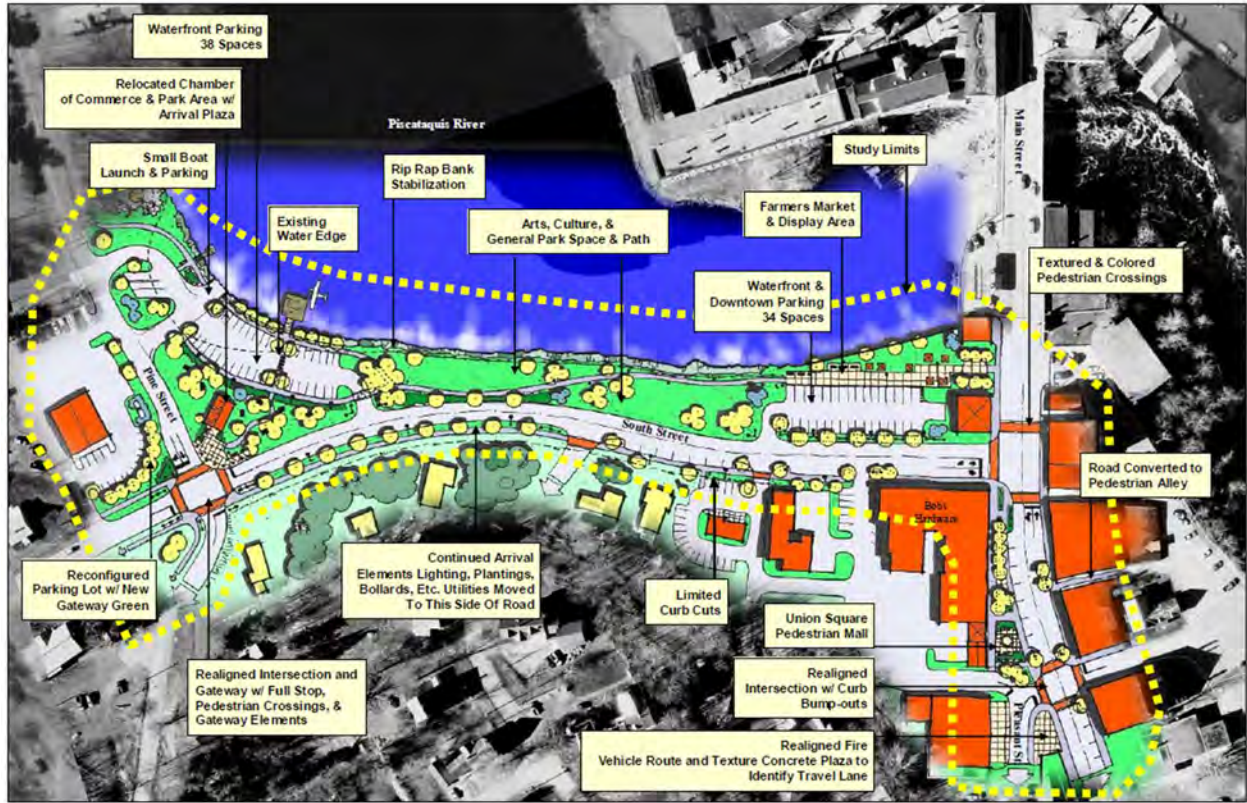 Waterfront Parking
38 Spaces
Relocated Chamber
of Commerce & Park Area w/
Arrival Plaza
Small Boat
Launch & Parking
Piscataquis River
Rip Rap Bank
Stabilization
Existing
Water Edge
Arts, Culture, &
General Park Space & Path
Study Limits
Farmers Market
& Display Area
Waterfront &
Downtown Parking
34 Spaces
Main Street
Textured & Colored
Pedestrian Crossings
Pine Street
South Street
Road Converted to
Pedestrian Alley
Bobs
Hardware
Reconfigured
Parking Lot w/ New
Gateway Green
Continued Arrival
Elements Lighting, Plantings,
Bollards, Etc. Utilities Moved
To This Side Of Road
Limited
Curb Cuts
Union Square
Pedestrian Mall
Realigned Intersection and
Gateway w/ Full Stop,
Pedestrian Crossings, &
Gateway Elements
Realigned
Intersection w/ Curb
Bump-outs
Pleasant St
Realigned Fire
Vehicle Route and Texture Concrete Plaza to
Identify Travel Lane